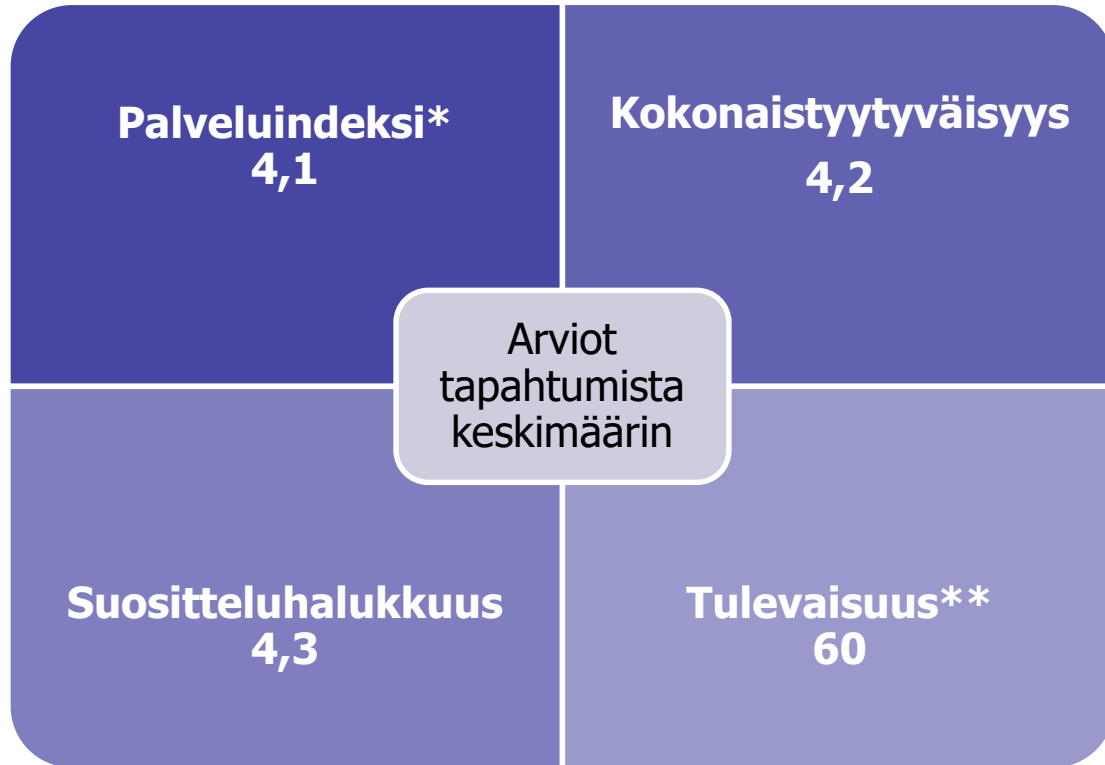 Palveluindeksi*
4,1
Kokonaistyytyväisyys
4,2
Arviot
tapahtumista
keskimäärin
Suositteluhalukkuus
4,3
Tulevaisuus**
60